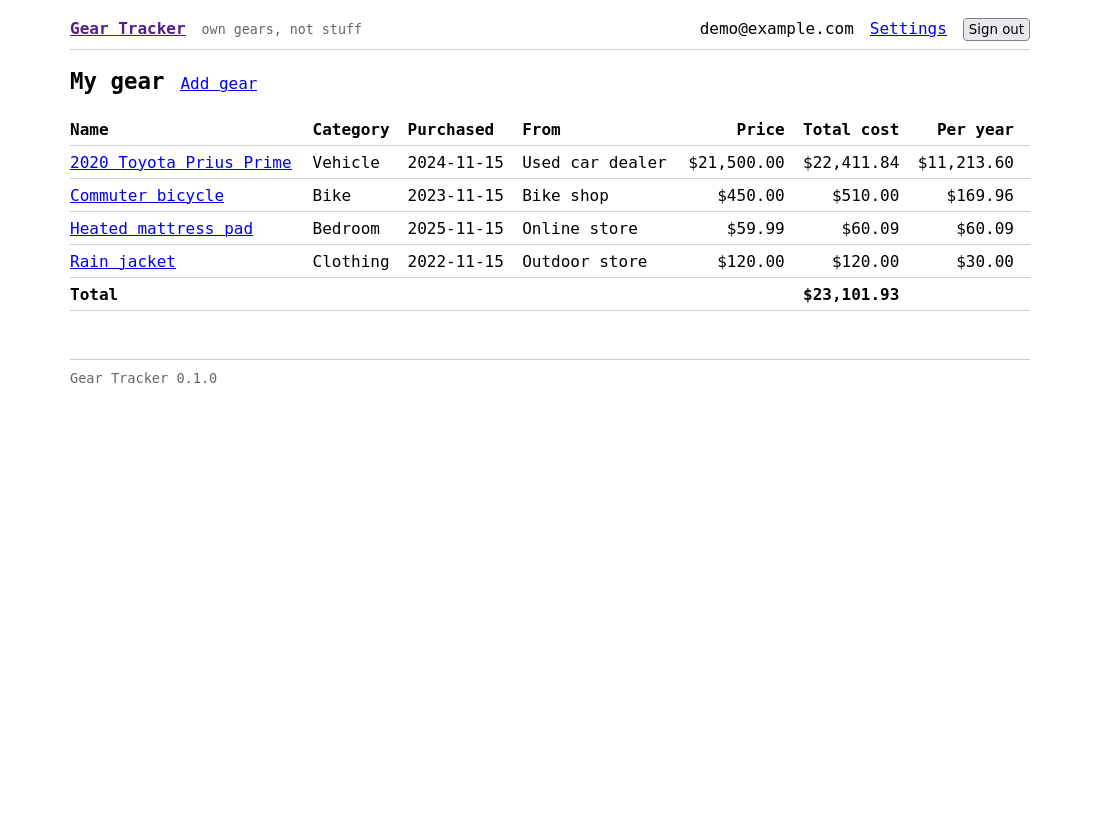 Gear Tracker own gears, not stuff demo@example.com Settings Sign out
My gear Add gear
Name Category Purchased From Price Total cost Per year
2020 Toyota Prius Prime Vehicle 2024-11-15 Used car dealer $21,500.00 $22,411.84 $11,213.60
Commuter bicycle Bike 2023-11-15 Bike shop $450.00 $510.00 $169.96
Heated mattress pad Bedroom 2025-11-15 Online store $59.99 $60.09 $60.09
Rain jacket Clothing 2022-11-15 Outdoor store $120.00 $120.00 $30.00
Total $23,101.93
Gear Tracker 0.1.0